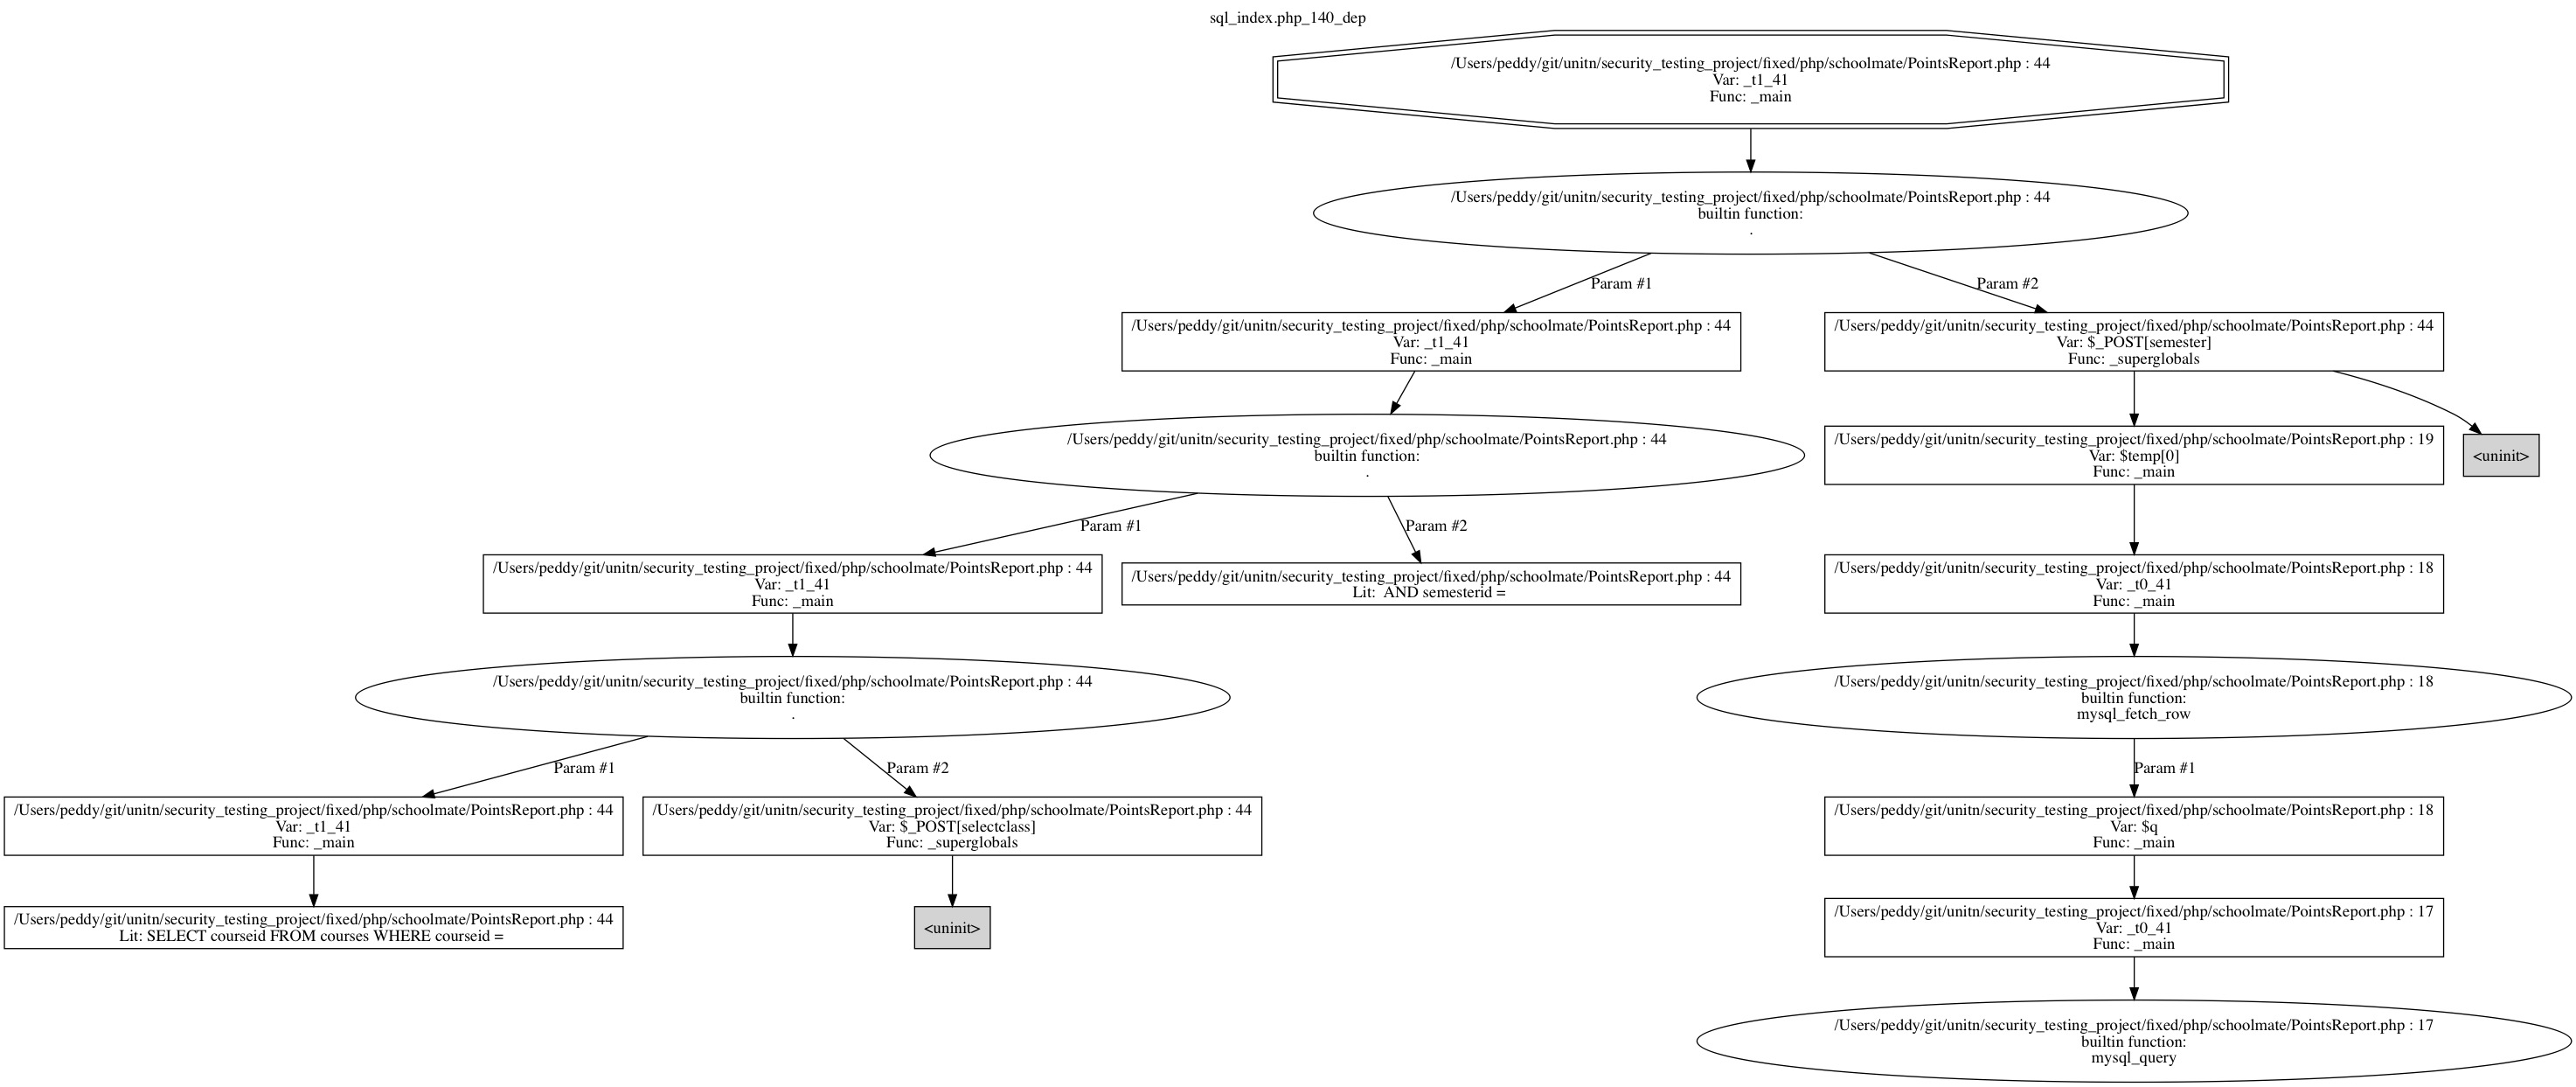 sql_index.php_140_dep
/Users/peddy/git/unitn/security_testing_project/fixed/php/schoolmate/PointsReport.php : 44
Var: _t1_41
Func: _main
/Users/peddy/git/unitn/security_testing_project/fixed/php/schoolmate/PointsReport.php : 44
builtin function:
.
Param #1
Param #2
/Users/peddy/git/unitn/security_testing_project/fixed/php/schoolmate/PointsReport.php : 44
Var: _t1_41
Func: _main
/Users/peddy/git/unitn/security_testing_project/fixed/php/schoolmate/PointsReport.php : 44
Var: $_POST[semester]
Func: _superglobals
/Users/peddy/git/unitn/security_testing_project/fixed/php/schoolmate/PointsReport.php : 44
builtin function:
.
/Users/peddy/git/unitn/security_testing_project/fixed/php/schoolmate/PointsReport.php : 19
Var: $temp[0]
Func: _main
<uninit>
Param #1
Param #2
/Users/peddy/git/unitn/security_testing_project/fixed/php/schoolmate/PointsReport.php : 44
Var: _t1_41
Func: _main
/Users/peddy/git/unitn/security_testing_project/fixed/php/schoolmate/PointsReport.php : 44
Lit:  AND semesterid =
/Users/peddy/git/unitn/security_testing_project/fixed/php/schoolmate/PointsReport.php : 18
Var: _t0_41
Func: _main
/Users/peddy/git/unitn/security_testing_project/fixed/php/schoolmate/PointsReport.php : 44
builtin function:
.
/Users/peddy/git/unitn/security_testing_project/fixed/php/schoolmate/PointsReport.php : 18
builtin function:
mysql_fetch_row
Param #1
Param #2
Param #1
/Users/peddy/git/unitn/security_testing_project/fixed/php/schoolmate/PointsReport.php : 44
Var: _t1_41
Func: _main
/Users/peddy/git/unitn/security_testing_project/fixed/php/schoolmate/PointsReport.php : 44
Var: $_POST[selectclass]
Func: _superglobals
/Users/peddy/git/unitn/security_testing_project/fixed/php/schoolmate/PointsReport.php : 18
Var: $q
Func: _main
/Users/peddy/git/unitn/security_testing_project/fixed/php/schoolmate/PointsReport.php : 44
Lit: SELECT courseid FROM courses WHERE courseid =
<uninit>
/Users/peddy/git/unitn/security_testing_project/fixed/php/schoolmate/PointsReport.php : 17
Var: _t0_41
Func: _main
/Users/peddy/git/unitn/security_testing_project/fixed/php/schoolmate/PointsReport.php : 17
builtin function:
mysql_query